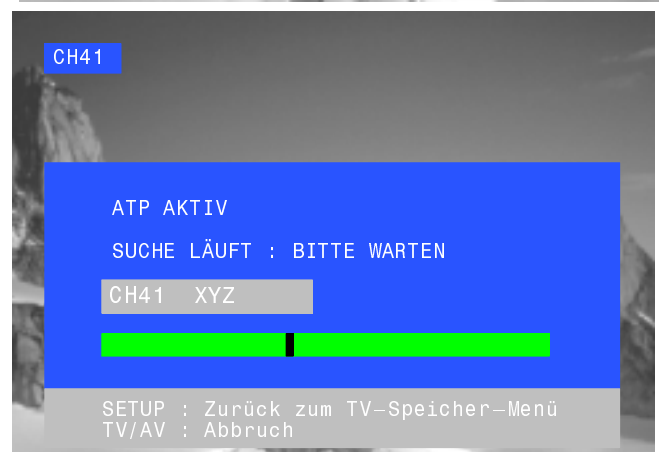 CH41
ATP AKTIV
SUCHE LÄUFT : BITTE WARTEN
CH41 XYZ
SETUP : Zurück zum TV–Speicher–Menü
TV/AV : Abbruch